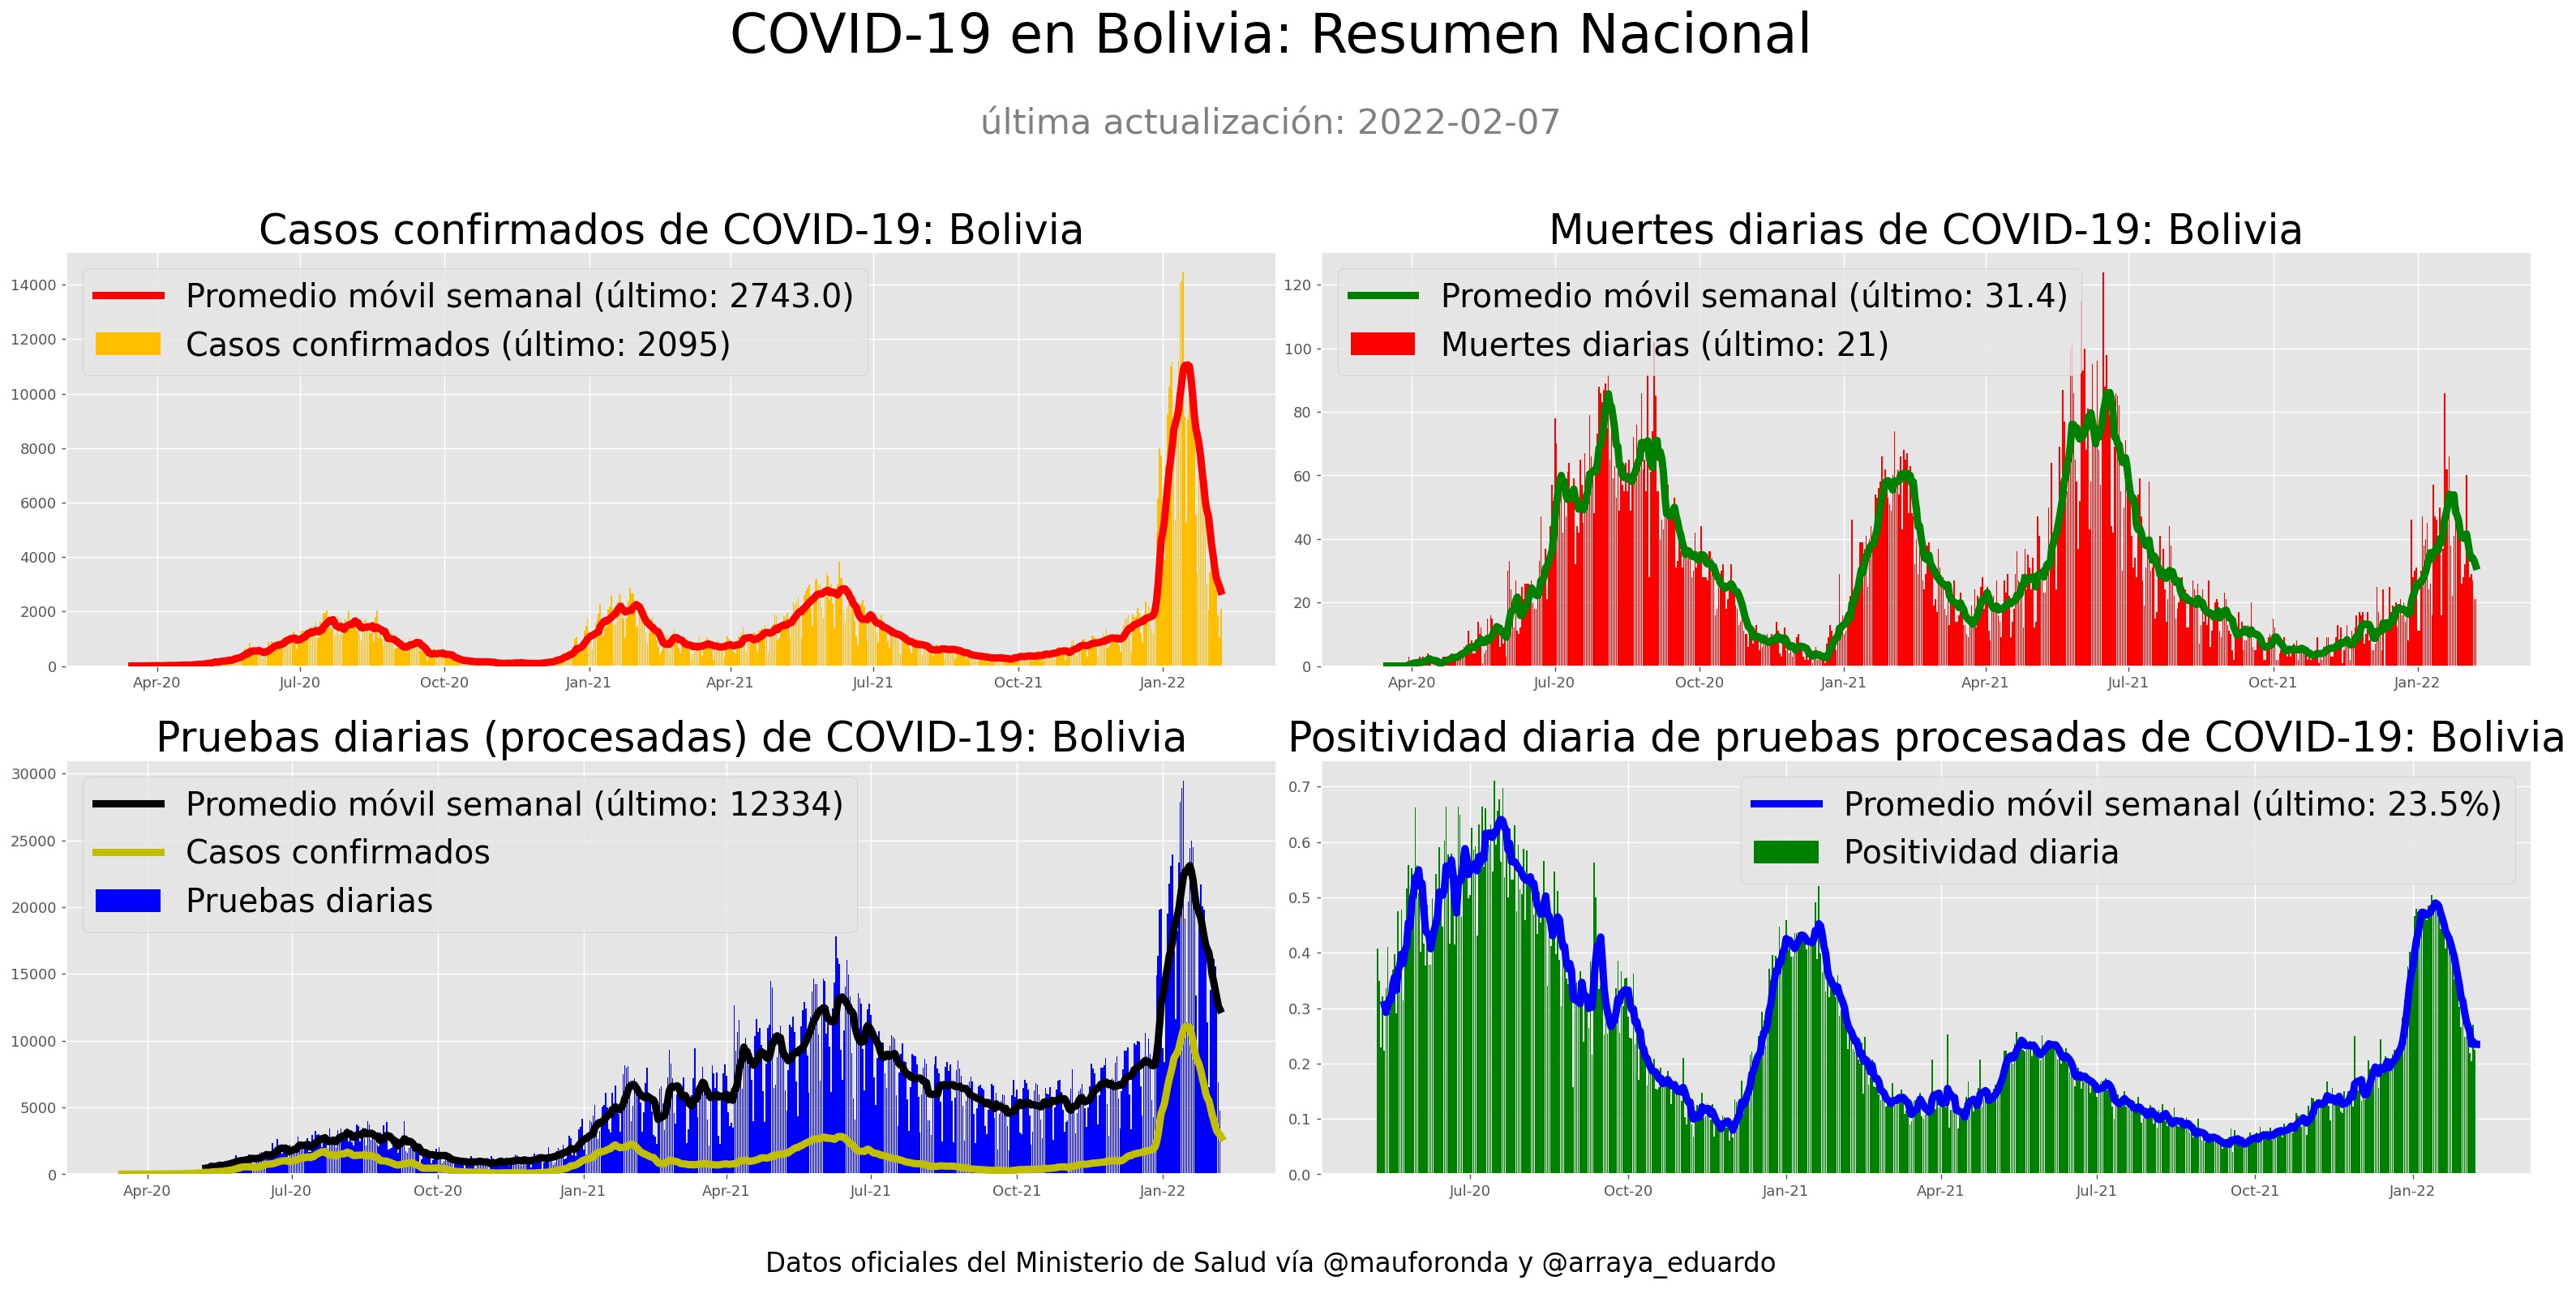 COVID-19 en Bolivia: Resumen Nacional
última actualización: 2022-02-07
Casos confirmados de COVID-19: Bolivia
Promedio móvil semanal (último: 2743.0)
Casos confirmados (último: 2095)
14000
12000
10000
8000
6000
4000
2000
0
Apr-20 Jul-20 Oct-20 Jan-21 Apr-21 Jul-21 Oct-21 Jan-22
Muertes diarias de COVID-19: Bolivia
Promedio móvil semanal (último: 31.4)
Muertes diarias (último: 21)
120
100
80
60
40
20
0
Apr-20 Jul-20 Oct-20 Jan-21 Apr-21 Jul-21 Oct-21 Jan-22
Pruebas diarias (procesadas) de COVID-19: Bolivia
Promedio móvil semanal (último: 12334)
Casos confirmados
Pruebas diarias
30000
25000
20000
15000
10000
5000
0
Apr-20 Jul-20 Oct-20 Jan-21 Apr-21 Jul-21 Oct-21 Jan-22
Positividad diaria de pruebas procesadas de COVID-19: Bolivia
Promedio móvil semanal (último: 23.5%)
Positividad diaria
0.7
0.6
0.5
0.4
0.3
0.2
0.1
0.0
Jul-20 Oct-20 Jan-21 Apr-21 Jul-21 Oct-21 Jan-22
Datos oficiales del Ministerio de Salud vía @mauforonda y @arraya_eduardo